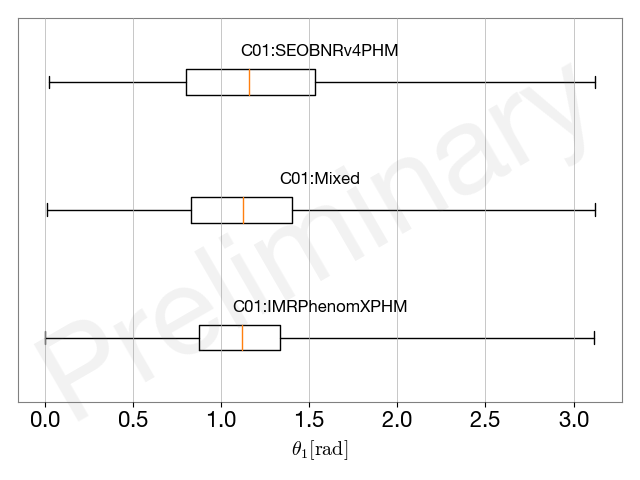 C01:SEOBNRv4PHM
C01:Mixed
C01:IMRPhenomXPHM
Preliminary
0.0 0.5 1.0 1.5 2.0 2.5 3.0
θ₁[rad]